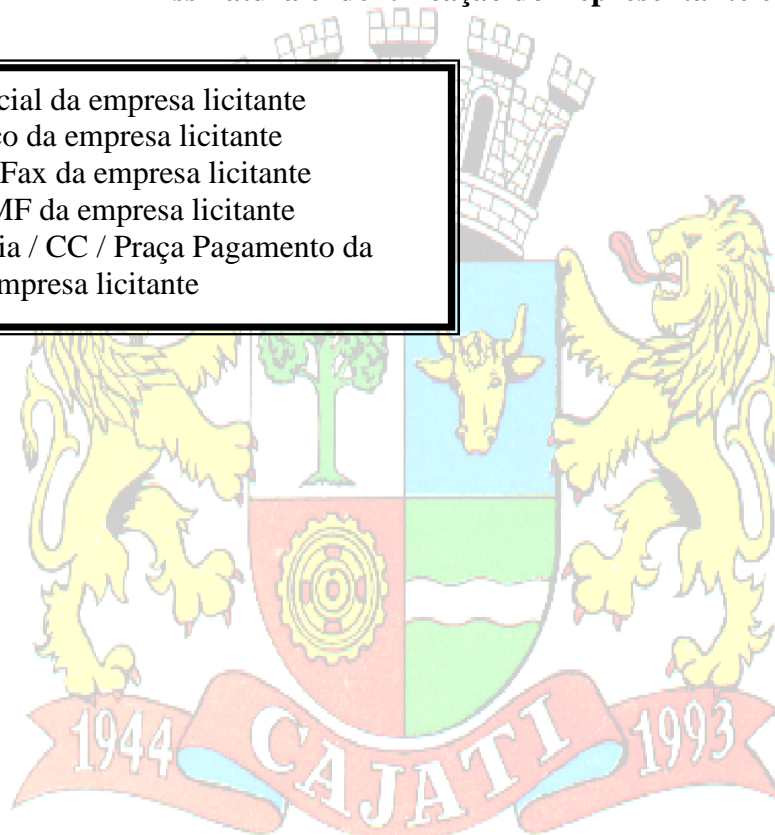 cial da empresa licitante
o da empresa licitante
Fax da empresa licitante
MF da empresa licitante
ia / CC / Praça Pagamento da
mpresa licitante
1944 CAJATI 1993